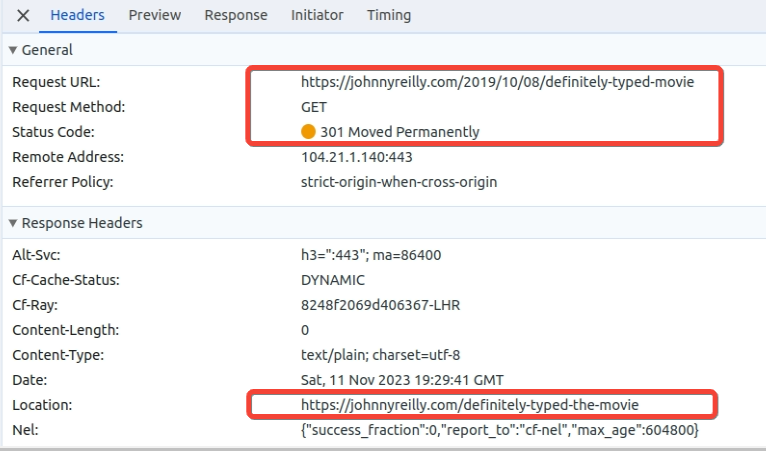 Headers Preview Response Initiator Timing
General
Request URL: https://johnnyreilly.com/2019/10/08/definitely-typed-movie
Request Method: GET
Status Code: 301 Moved Permanently
Remote Address: 104.21.1.140:443
Referrer Policy: strict-origin-when-cross-origin
Response Headers
Alt-Svc: h3=":443"; ma=86400
Cf-Cache-Status: DYNAMIC
Cf-Ray: 8248f2069d406367-LHR
Content-Length: 0
Content-Type: text/plain; charset=utf-8
Date: Sat, 11 Nov 2023 19:29:41 GMT
Location: https://johnnyreilly.com/definitely-typed-the-movie
Nel: {"success_fraction":0,"report_to":"cf-nel","max_age":604800}